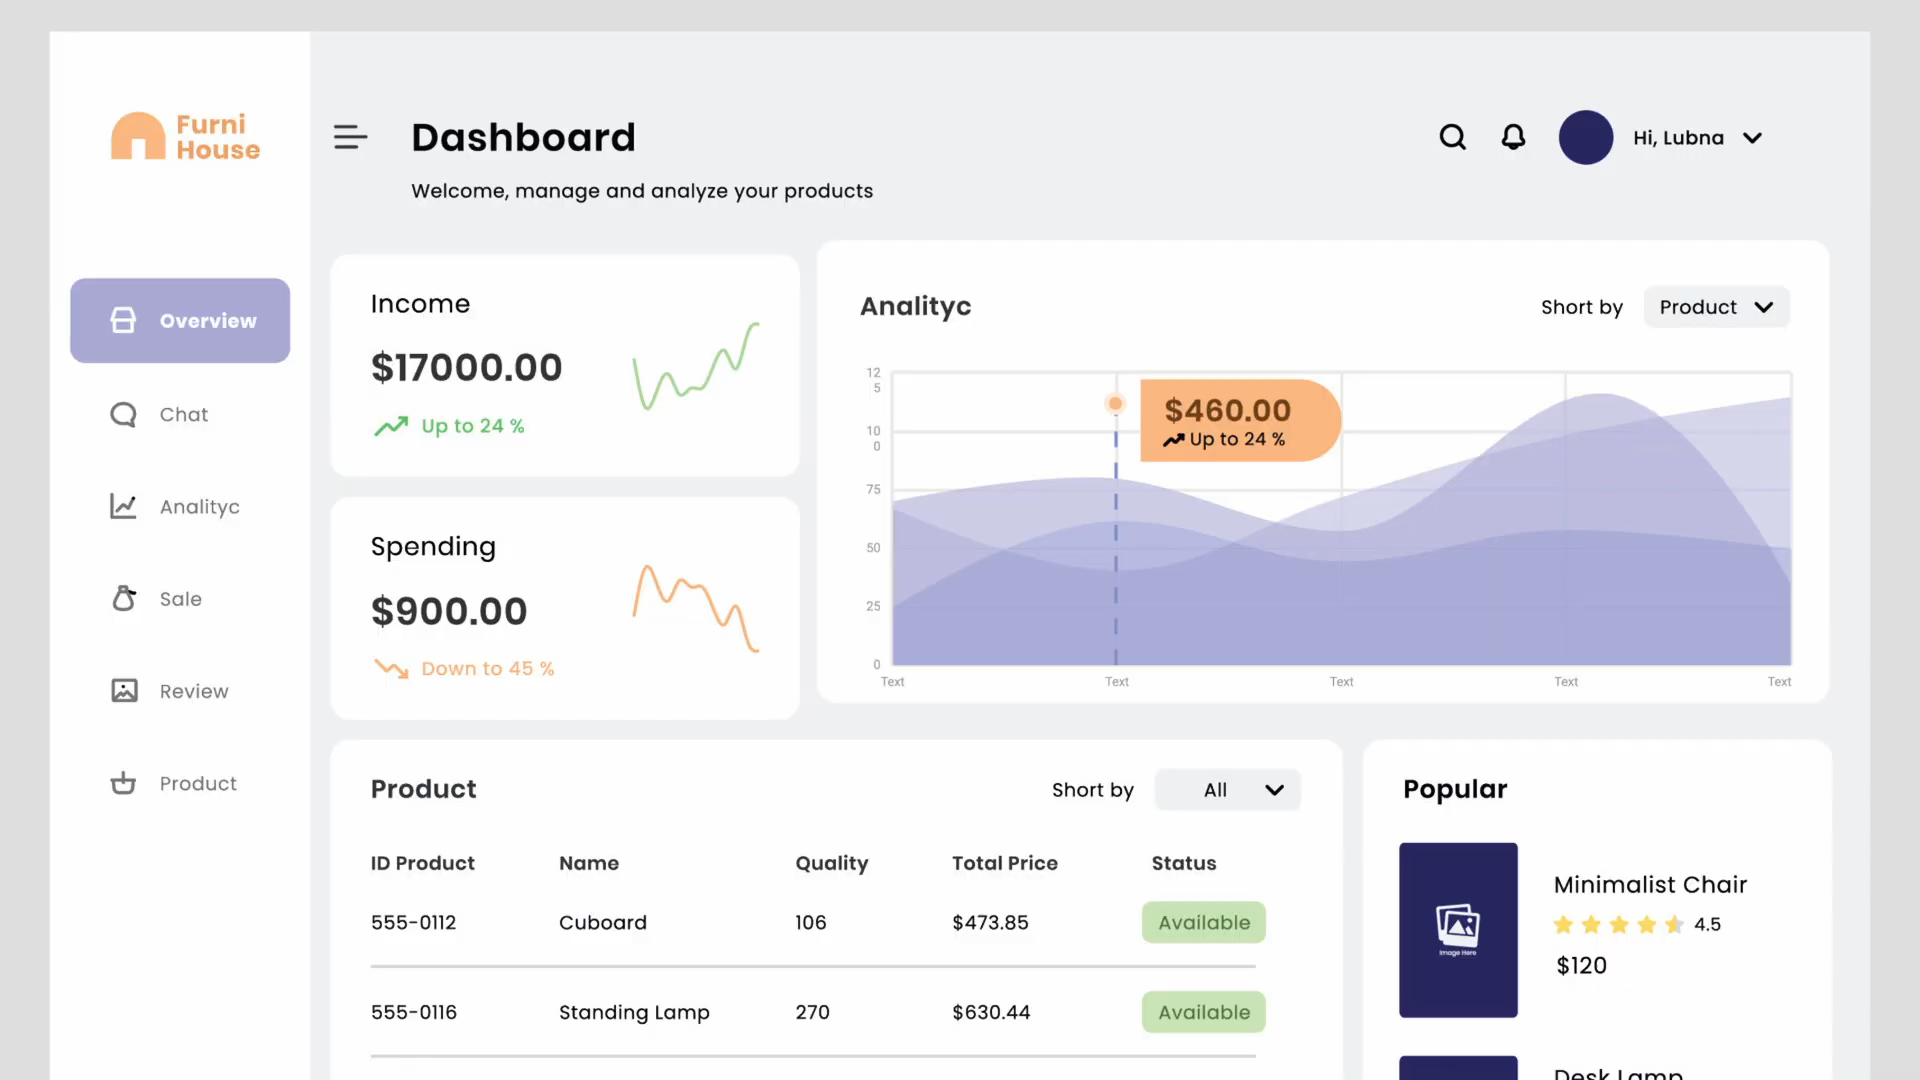 Furni
House
Dashboard
Welcome, manage and analyze your products
Hi, Lubna
Overview
Chat
Analityc
Sale
Review
Product
Income
$17000.00
Up to 24 %
Spending
$900.00
Down to 45 %
Analityc
Short by
Product
12
5
10
0
75
50
25
0
$460.00
Up to 24 %
Text
Text
Text
Text
Text
Product
Short by
All
ID Product Name Quality Total Price Status
555-0112 Cuboard 106 $473.85 Available
555-0116 Standing Lamp 270 $630.44 Available
Popular
Image Here
Minimalist Chair
4.5
$120
Desk Lamp